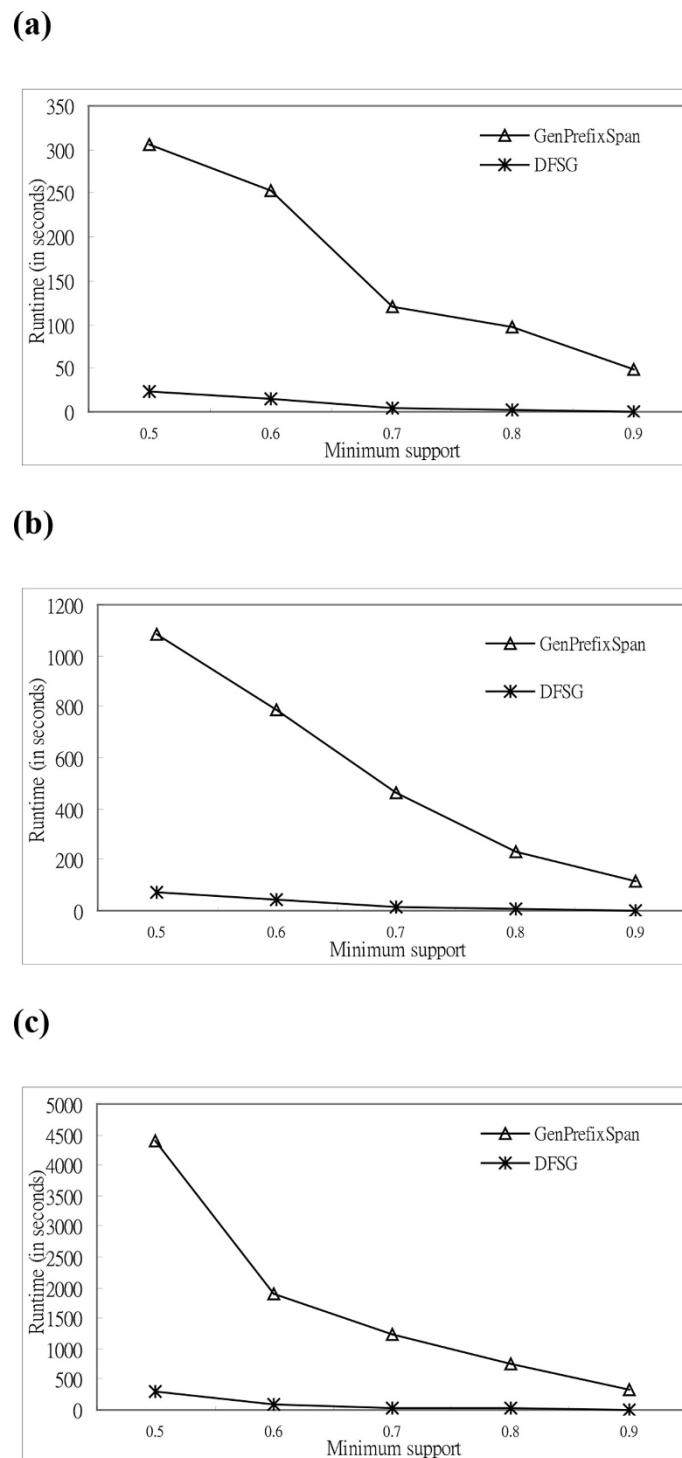 (a)
350
300
250
200
150
100
50
0
Runtime (in seconds)
GenPrefixSpan
DFSG
0.5 0.6 0.7 0.8 0.9
Minimum support
(b)
1200
1000
800
600
400
200
0
Runtime (in seconds)
GenPrefixSpan
DFSG
0.5 0.6 0.7 0.8 0.9
Minimum support
(c)
5000
4500
4000
3500
3000
2500
2000
1500
1000
500
0
Runtime (in seconds)
GenPrefixSpan
DFSG
0.5 0.6 0.7 0.8 0.9
Minimum support